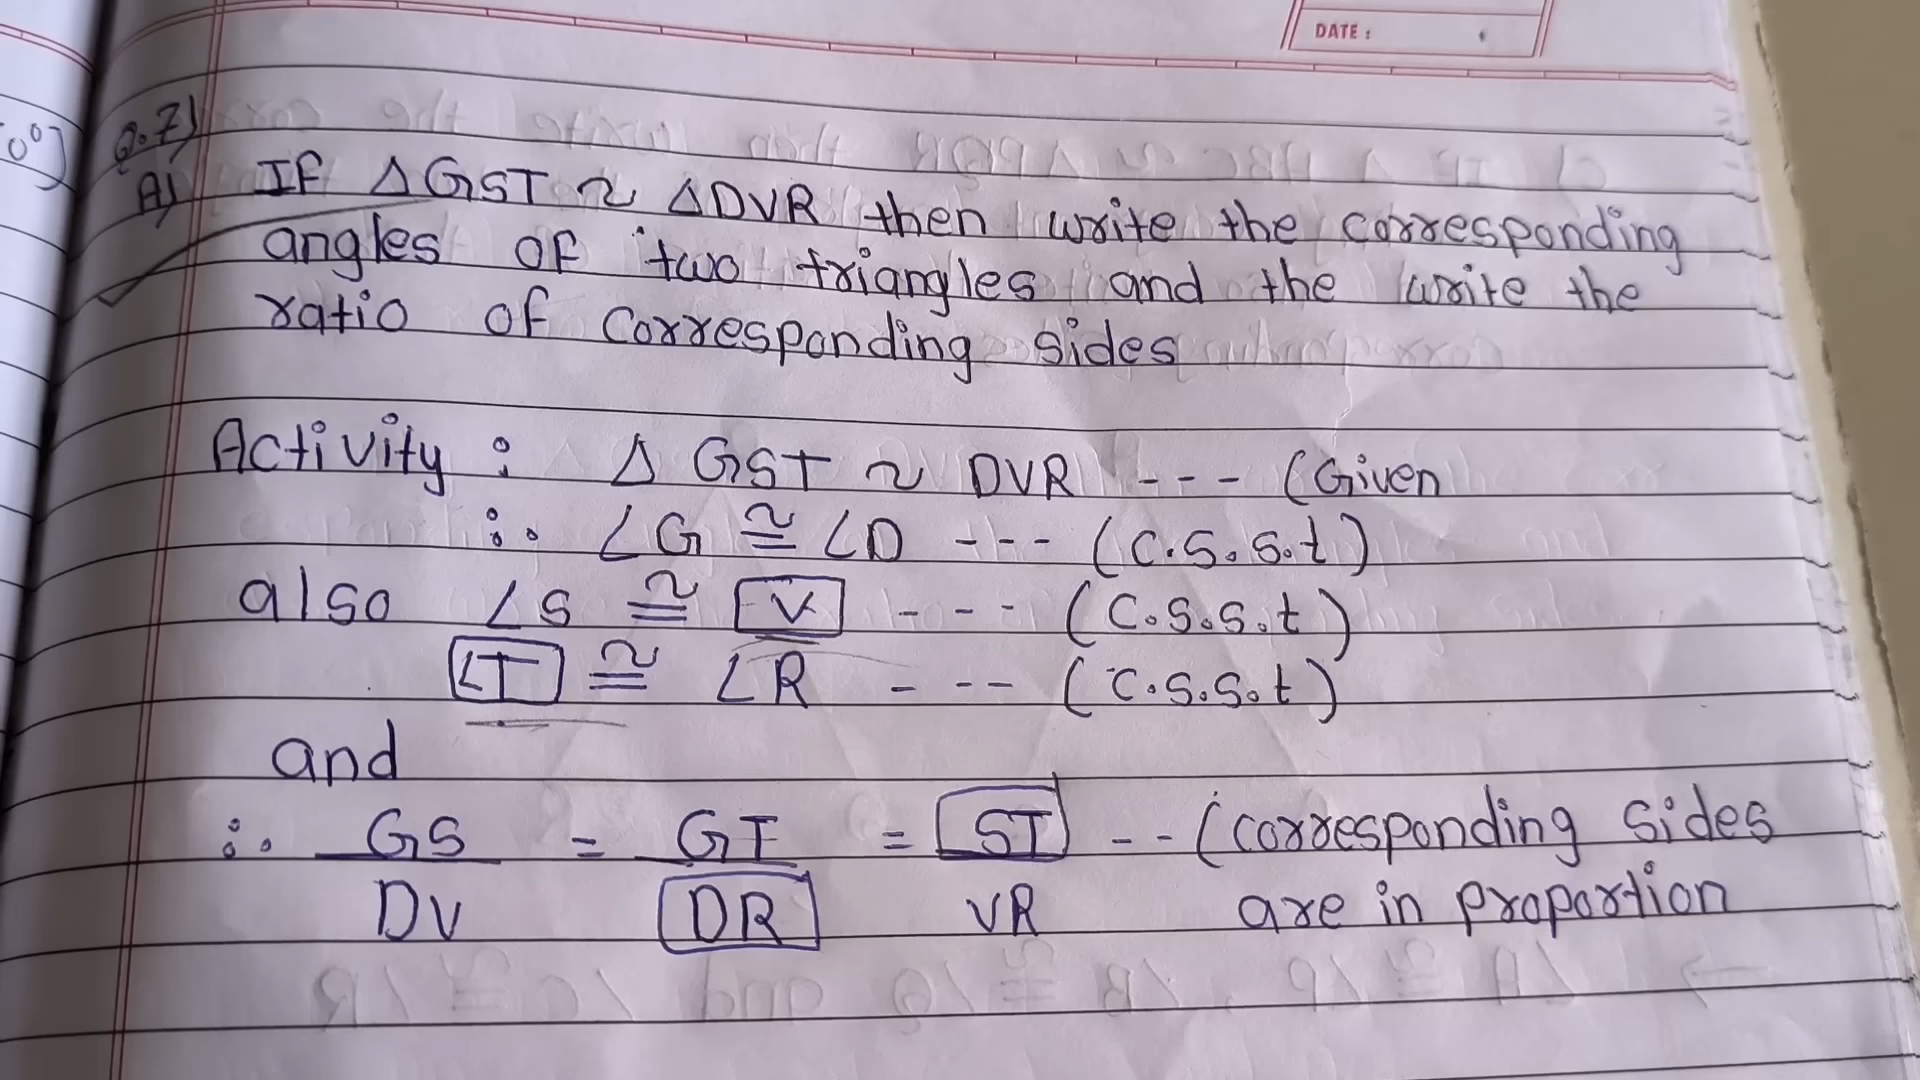 DATE :
Q.7)
A) If Δ GST ~ ΔDVR then write the corresponding
angles of two triangles and the write the
ratio of corresponding sides
Activity : Δ GST ~ DVR --- (Given
∴ ∠G ≅ ∠D --- (C.S.S.t)
also ∠S ≅ V --- (C.S.S.t)
∠T ≅ ∠R --- (C.S.S.t)
and
∴ GS = GT = ST -- (corresponding sides
DV DR VR are in proportion